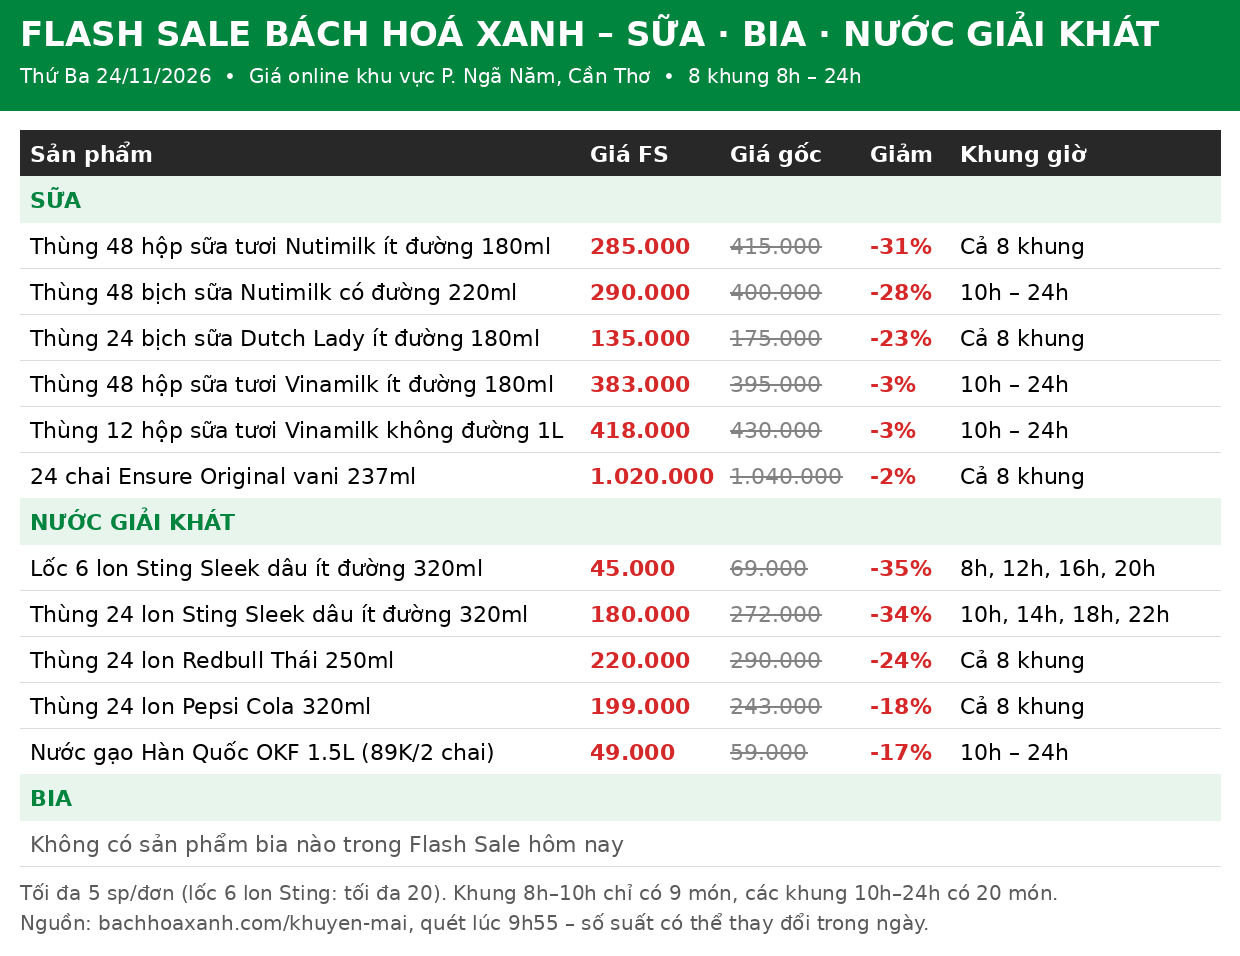 FLASH SALE BÁCH HOÁ XANH – SỮA · BIA · NƯỚC GIẢI KHÁT
Thứ Ba 24/11/2026 • Giá online khu vực P. Ngã Năm, Cần Thơ • 8 khung 8h – 24h
Sản phẩm Giá FS Giá gốc Giảm Khung giờ
SỮA
Thùng 48 hộp sữa tươi Nutimilk ít đường 180ml 285.000 415.000 -31% Cả 8 khung
Thùng 48 bịch sữa Nutimilk có đường 220ml 290.000 400.000 -28% 10h – 24h
Thùng 24 bịch sữa Dutch Lady ít đường 180ml 135.000 175.000 -23% Cả 8 khung
Thùng 48 hộp sữa tươi Vinamilk ít đường 180ml 383.000 395.000 -3% 10h – 24h
Thùng 12 hộp sữa tươi Vinamilk không đường 1L 418.000 430.000 -3% 10h – 24h
24 chai Ensure Original vani 237ml 1.020.000 1.040.000 -2% Cả 8 khung
NƯỚC GIẢI KHÁT
Lốc 6 lon Sting Sleek dâu ít đường 320ml 45.000 69.000 -35% 8h, 12h, 16h, 20h
Thùng 24 lon Sting Sleek dâu ít đường 320ml 180.000 272.000 -34% 10h, 14h, 18h, 22h
Thùng 24 lon Redbull Thái 250ml 220.000 290.000 -24% Cả 8 khung
Thùng 24 lon Pepsi Cola 320ml 199.000 243.000 -18% Cả 8 khung
Nước gạo Hàn Quốc OKF 1.5L (89K/2 chai) 49.000 59.000 -17% 10h – 24h
BIA
Không có sản phẩm bia nào trong Flash Sale hôm nay
Tối đa 5 sp/đơn (lốc 6 lon Sting: tối đa 20). Khung 8h–10h chỉ có 9 món, các khung 10h–24h có 20 món.
Nguồn: bachhoaxanh.com/khuyen-mai, quét lúc 9h55 – số suất có thể thay đổi trong ngày.